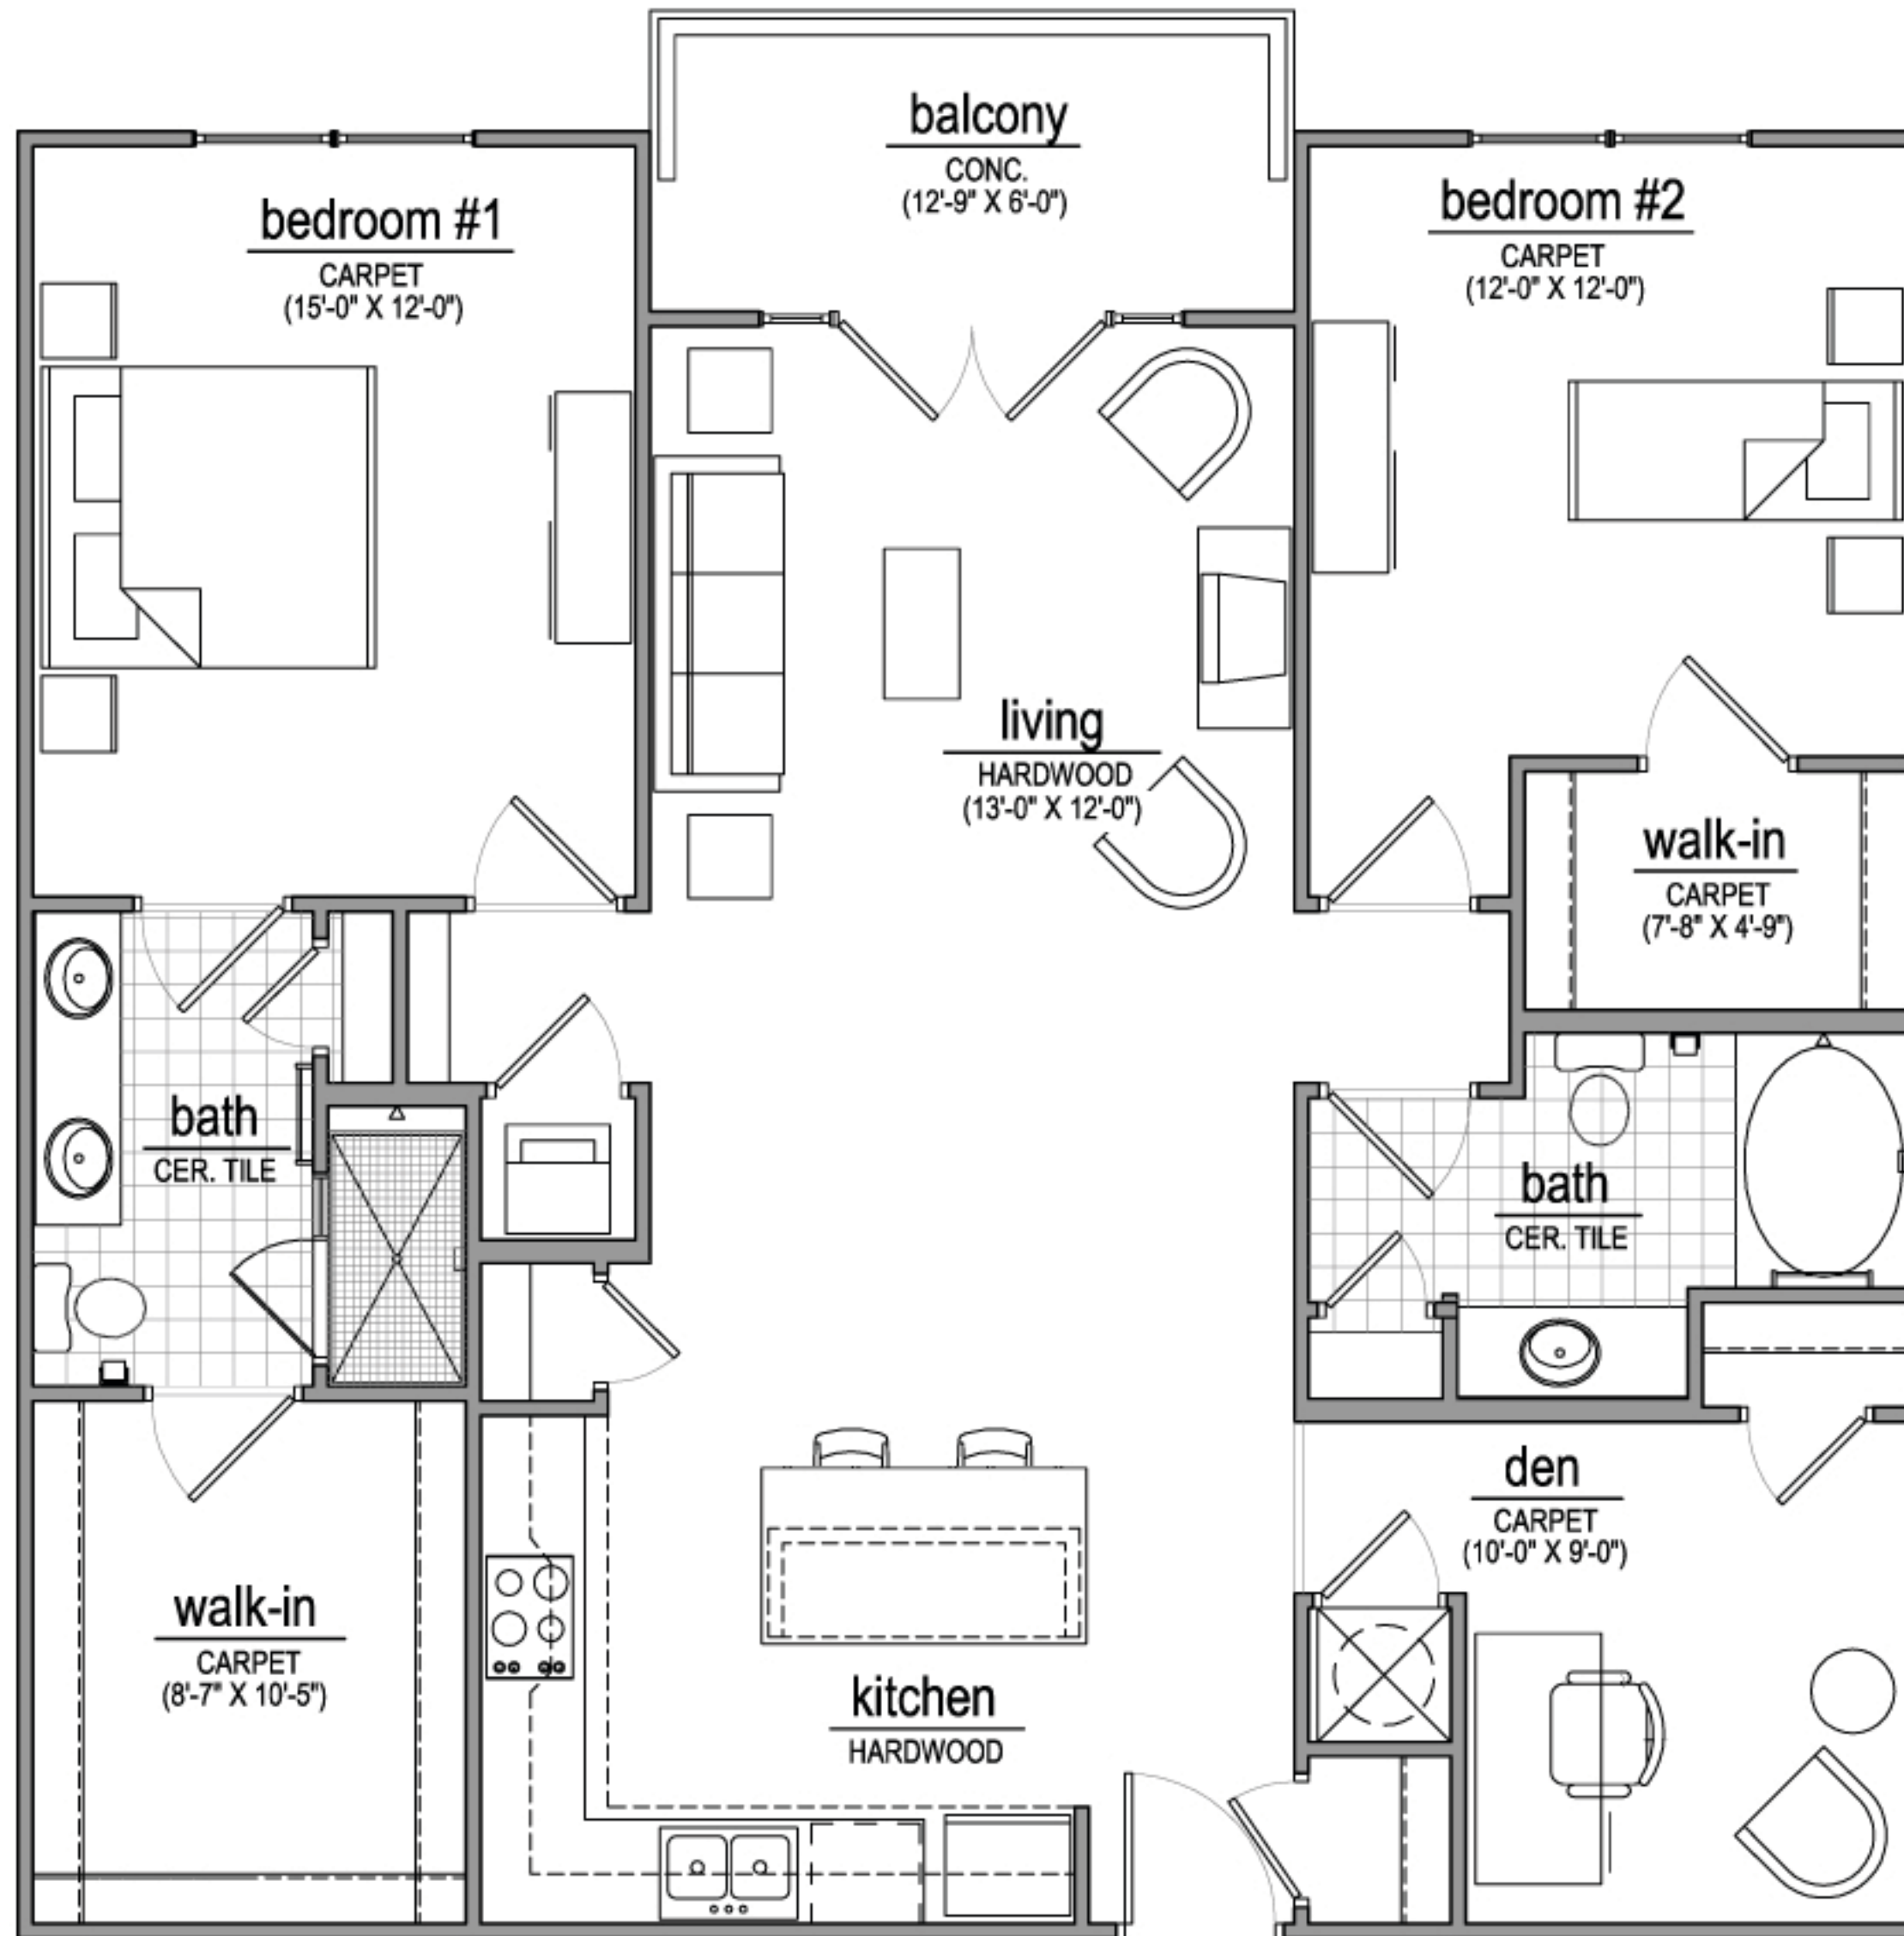 balcony
CONC.
(12'-9" X 6'-0")
bedroom #1
CARPET
(15'-0" X 12'-0")
bedroom #2
CARPET
(12'-0" X 12'-0")
living
HARDWOOD
(13'-0" X 12'-0")
walk-in
CARPET
(7'-8" X 4'-9")
bath
CER. TILE
bath
CER. TILE
den
CARPET
(10'-0" X 9'-0")
walk-in
CARPET
(8'-7" X 10'-5")
kitchen
HARDWOOD